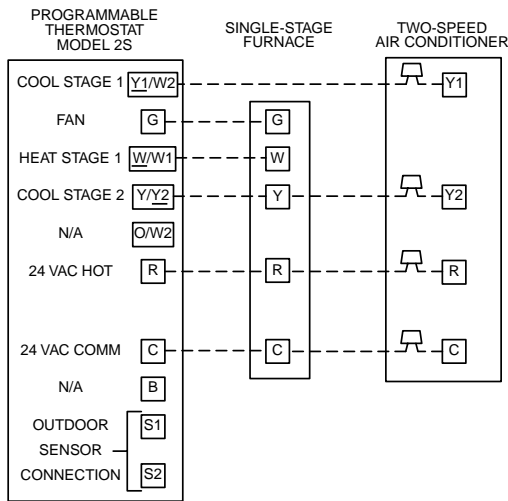 PROGRAMMABLE
THERMOSTAT
MODEL 2S
SINGLE-STAGE
FURNACE
TWO-SPEED
AIR CONDITIONER
COOL STAGE 1 Y1/W2 Y1
FAN G G
HEAT STAGE 1 W/W1 W
COOL STAGE 2 Y/Y2 Y Y2
N/A O/W2
24 VAC HOT R R R
24 VAC COMM C C C
N/A B
OUTDOOR S1
SENSOR
CONNECTION S2